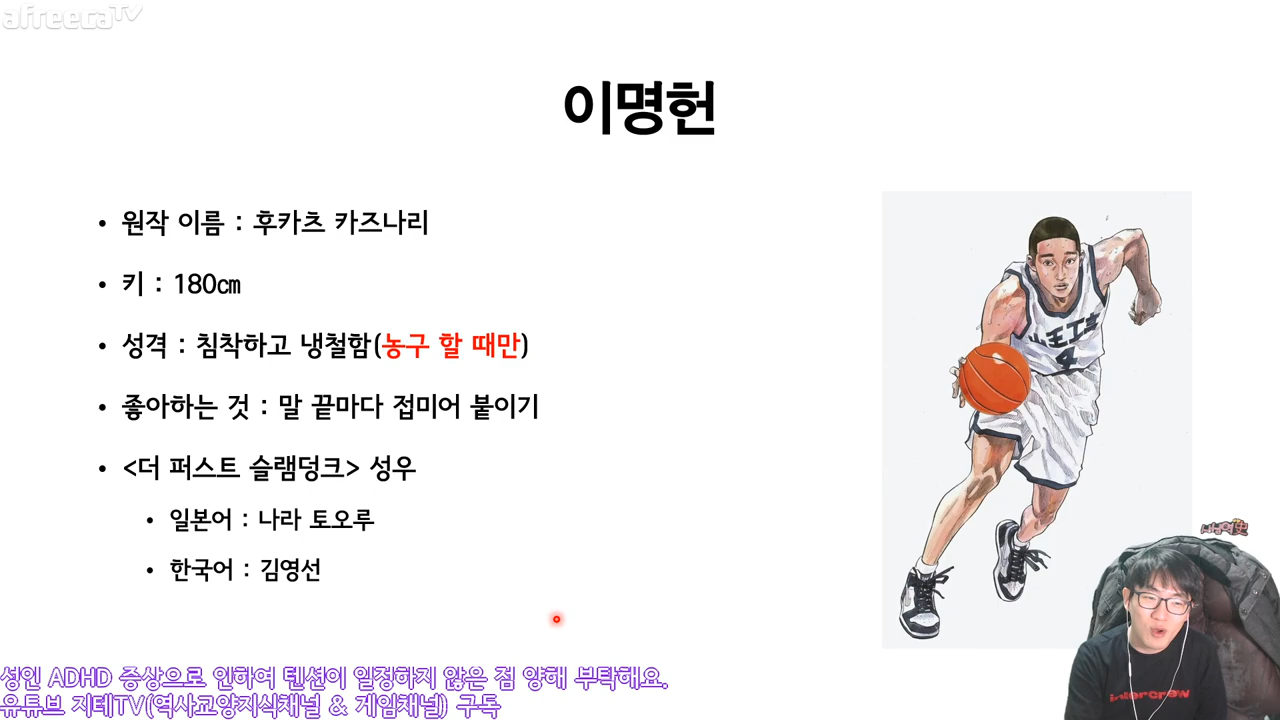 afreecaTV
이명헌
• 원작 이름 : 후카츠 카즈나리
• 키 : 180㎝
• 성격 : 침착하고 냉철함(농구 할 때만)
• 좋아하는 것 : 말 끝마다 접미어 붙이기
• <더 퍼스트 슬램덩크> 성우
• 일본어 : 나라 토오루
• 한국어 : 김영선
山王工高
4
intercrew
성인 ADHD 증상으로 인하여 텐션이 일정하지 않은 점 양해 부탁해요.
유튜브 지테TV(역사교양지식채널 & 게임채널) 구독